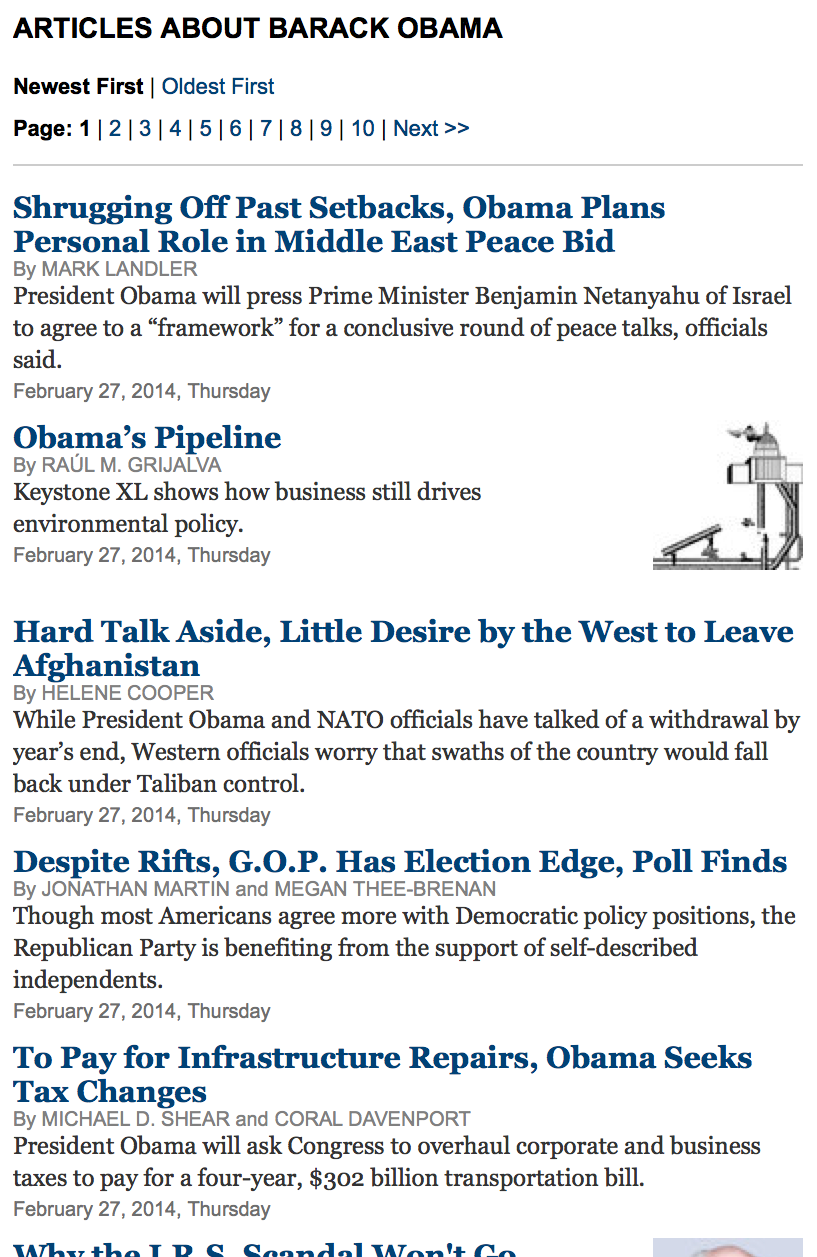 ARTICLES ABOUT BARACK OBAMA
Newest First | Oldest First
Page: 1 | 2 | 3 | 4 | 5 | 6 | 7 | 8 | 9 | 10 | Next >>
Shrugging Off Past Setbacks, Obama Plans
Personal Role in Middle East Peace Bid
By MARK LANDLER
President Obama will press Prime Minister Benjamin Netanyahu of Israel
to agree to a “framework” for a conclusive round of peace talks, officials
said.
February 27, 2014, Thursday
Obama’s Pipeline
By RAÚL M. GRIJALVA
Keystone XL shows how business still drives
environmental policy.
February 27, 2014, Thursday
Hard Talk Aside, Little Desire by the West to Leave
Afghanistan
By HELENE COOPER
While President Obama and NATO officials have talked of a withdrawal by
year’s end, Western officials worry that swaths of the country would fall
back under Taliban control.
February 27, 2014, Thursday
Despite Rifts, G.O.P. Has Election Edge, Poll Finds
By JONATHAN MARTIN and MEGAN THEE-BRENAN
Though most Americans agree more with Democratic policy positions, the
Republican Party is benefiting from the support of self-described
independents.
February 27, 2014, Thursday
To Pay for Infrastructure Repairs, Obama Seeks
Tax Changes
By MICHAEL D. SHEAR and CORAL DAVENPORT
President Obama will ask Congress to overhaul corporate and business
taxes to pay for a four-year, $302 billion transportation bill.
February 27, 2014, Thursday
Why the I.R.S. Scandal Won't Go